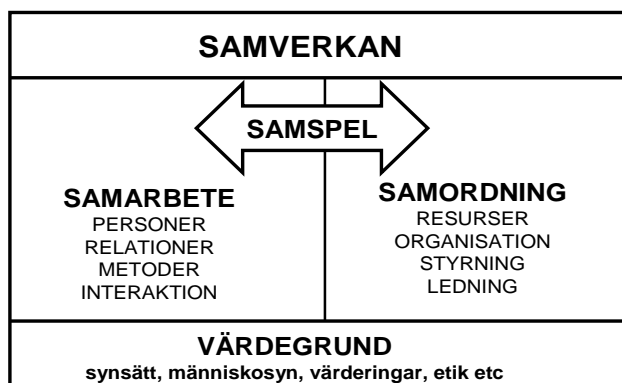 SAMVERKAN
SAMSPEL
SAMARBETE
PERSONER
RELATIONER
METODER
INTERAKTION
SAMORDNING
RESURSER
ORGANISATION
STYRNING
LEDNING
VÄRDEGRUND
synsätt, människosyn, värderingar, etik etc